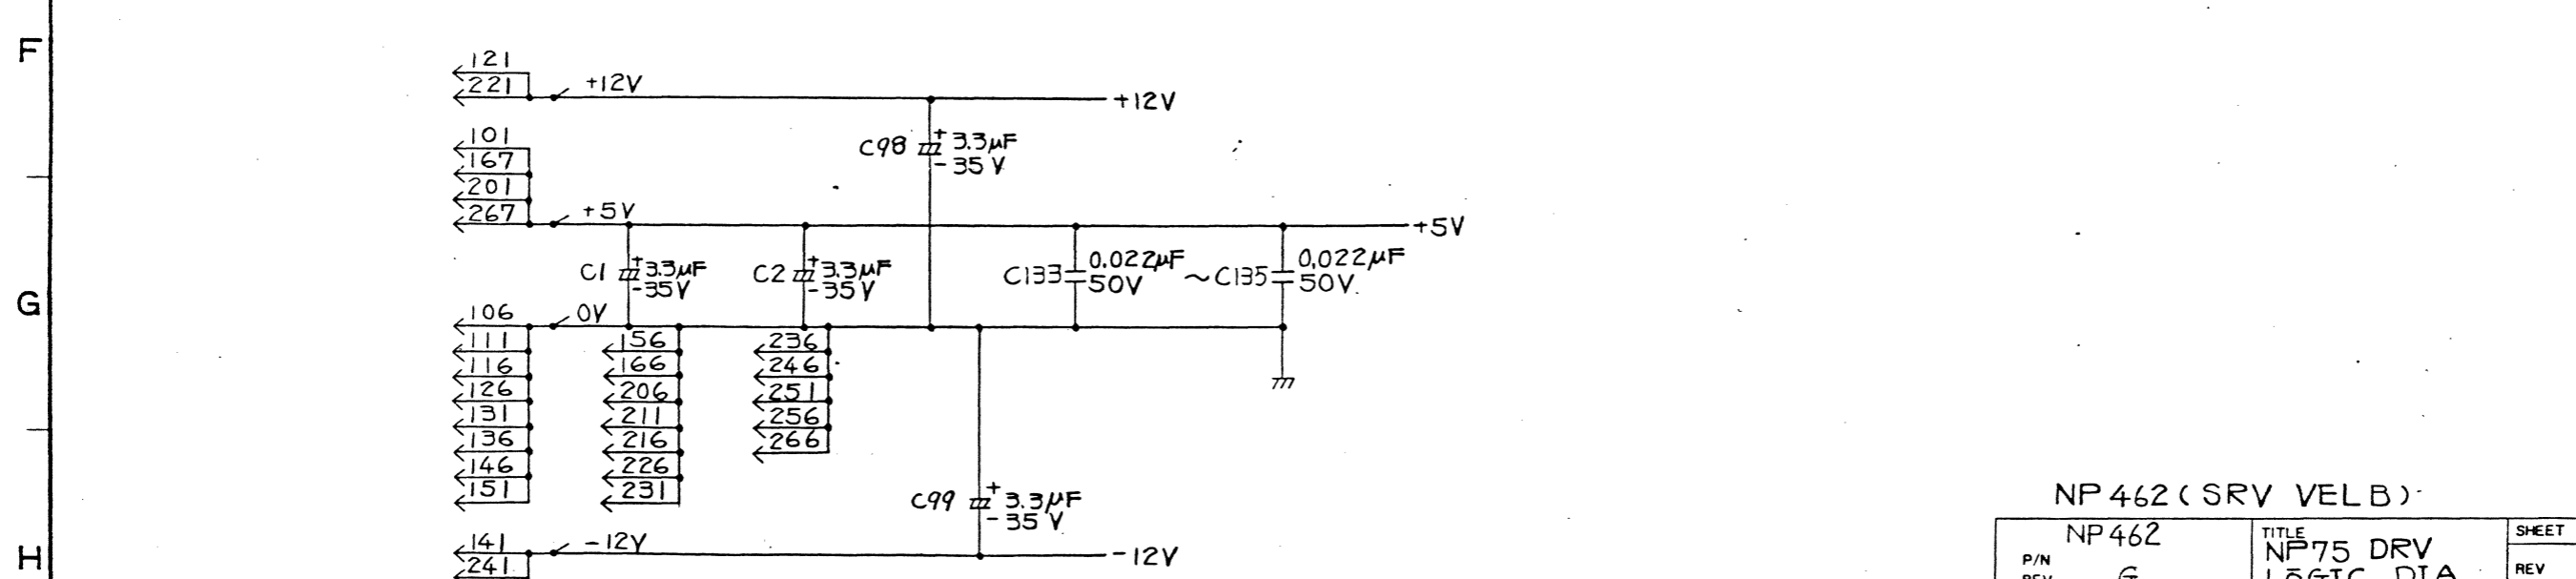 F
121
221
+12V
+12V
C98
+
3.3μF
-35V
101
167
201
267
+5V
+5V
C1
+
3.3μF
-35V
C2
+
3.3μF
-35V
C133
0.022μF
50V
~C135
0.022μF
50V
G
106
0V
111
116
126
131
136
146
151
156
166
206
211
216
226
231
236
246
251
256
266
C99
+
3.3μF
-35V
H
141
241
-12V
-12V
NP462 (SRV VELB)
NP462
P/N
REV G
TITLE
NP75 DRV
LOGIC DIA
SHEET
REV